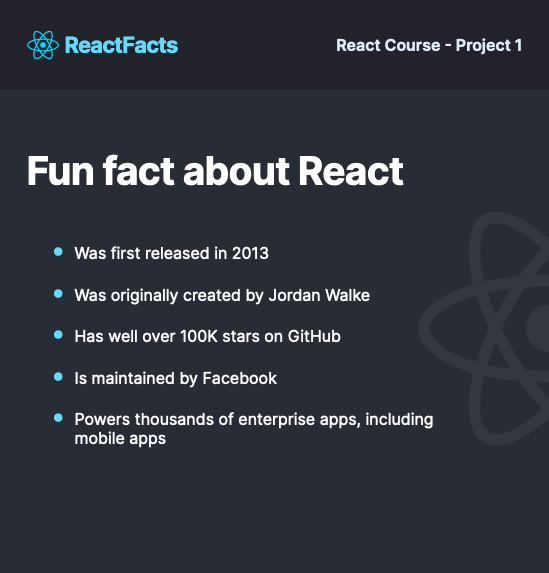 ReactFacts
React Course - Project 1
Fun fact about React
Was first released in 2013
Was originally created by Jordan Walke
Has well over 100K stars on GitHub
Is maintained by Facebook
Powers thousands of enterprise apps, including
mobile apps